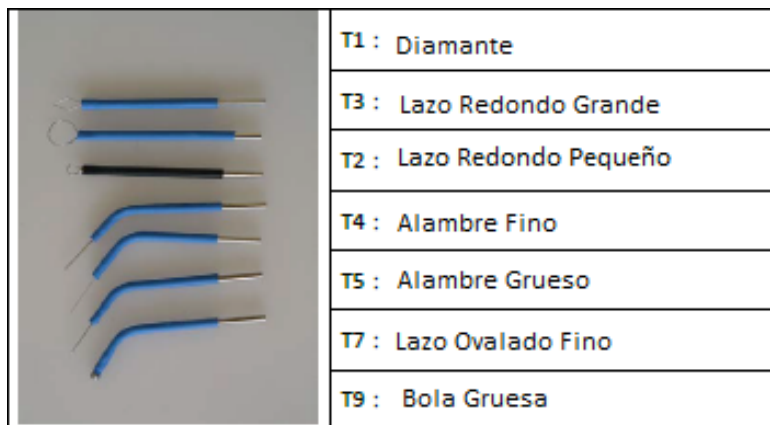 T1 : Diamante
T3 : Lazo Redondo Grande
T2 : Lazo Redondo Pequeño
T4 : Alambre Fino
T5 : Alambre Grueso
T7 : Lazo Ovalado Fino
T9 : Bola Gruesa